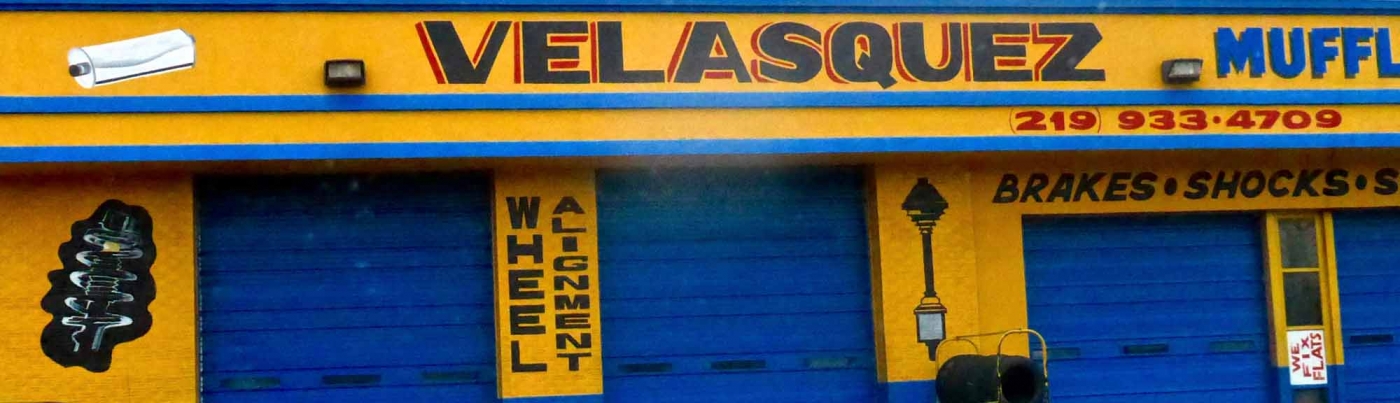 VELASQUEZ MUFFL
(219) 933·4709
BRAKES • SHOCKS • S
WHEEL
ALIGNMENT
WE
FIX
FLATS